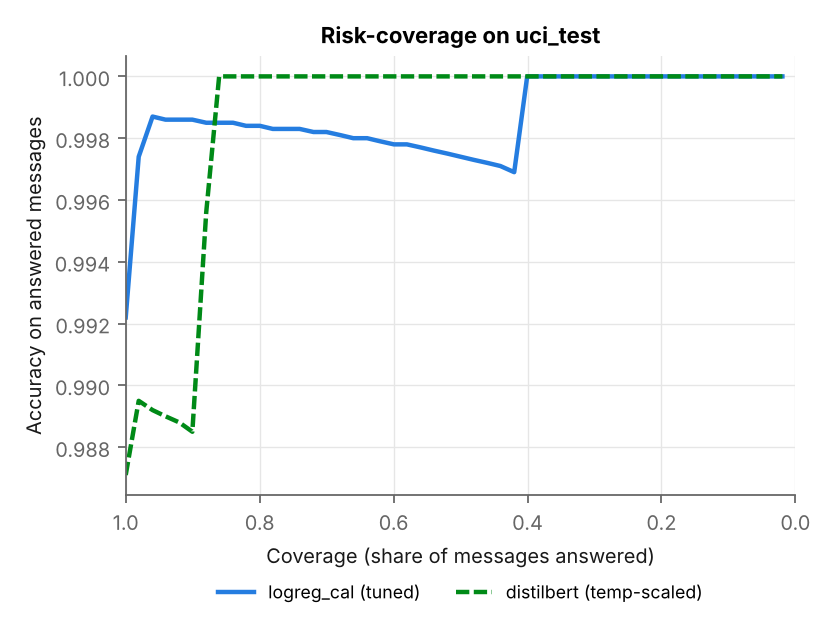 Risk-coverage on uci_test
Accuracy on answered messages
1.000
0.998
0.996
0.994
0.992
0.990
0.988
1.0 0.8 0.6 0.4 0.2 0.0
Coverage (share of messages answered)
logreg_cal (tuned) distilbert (temp-scaled)